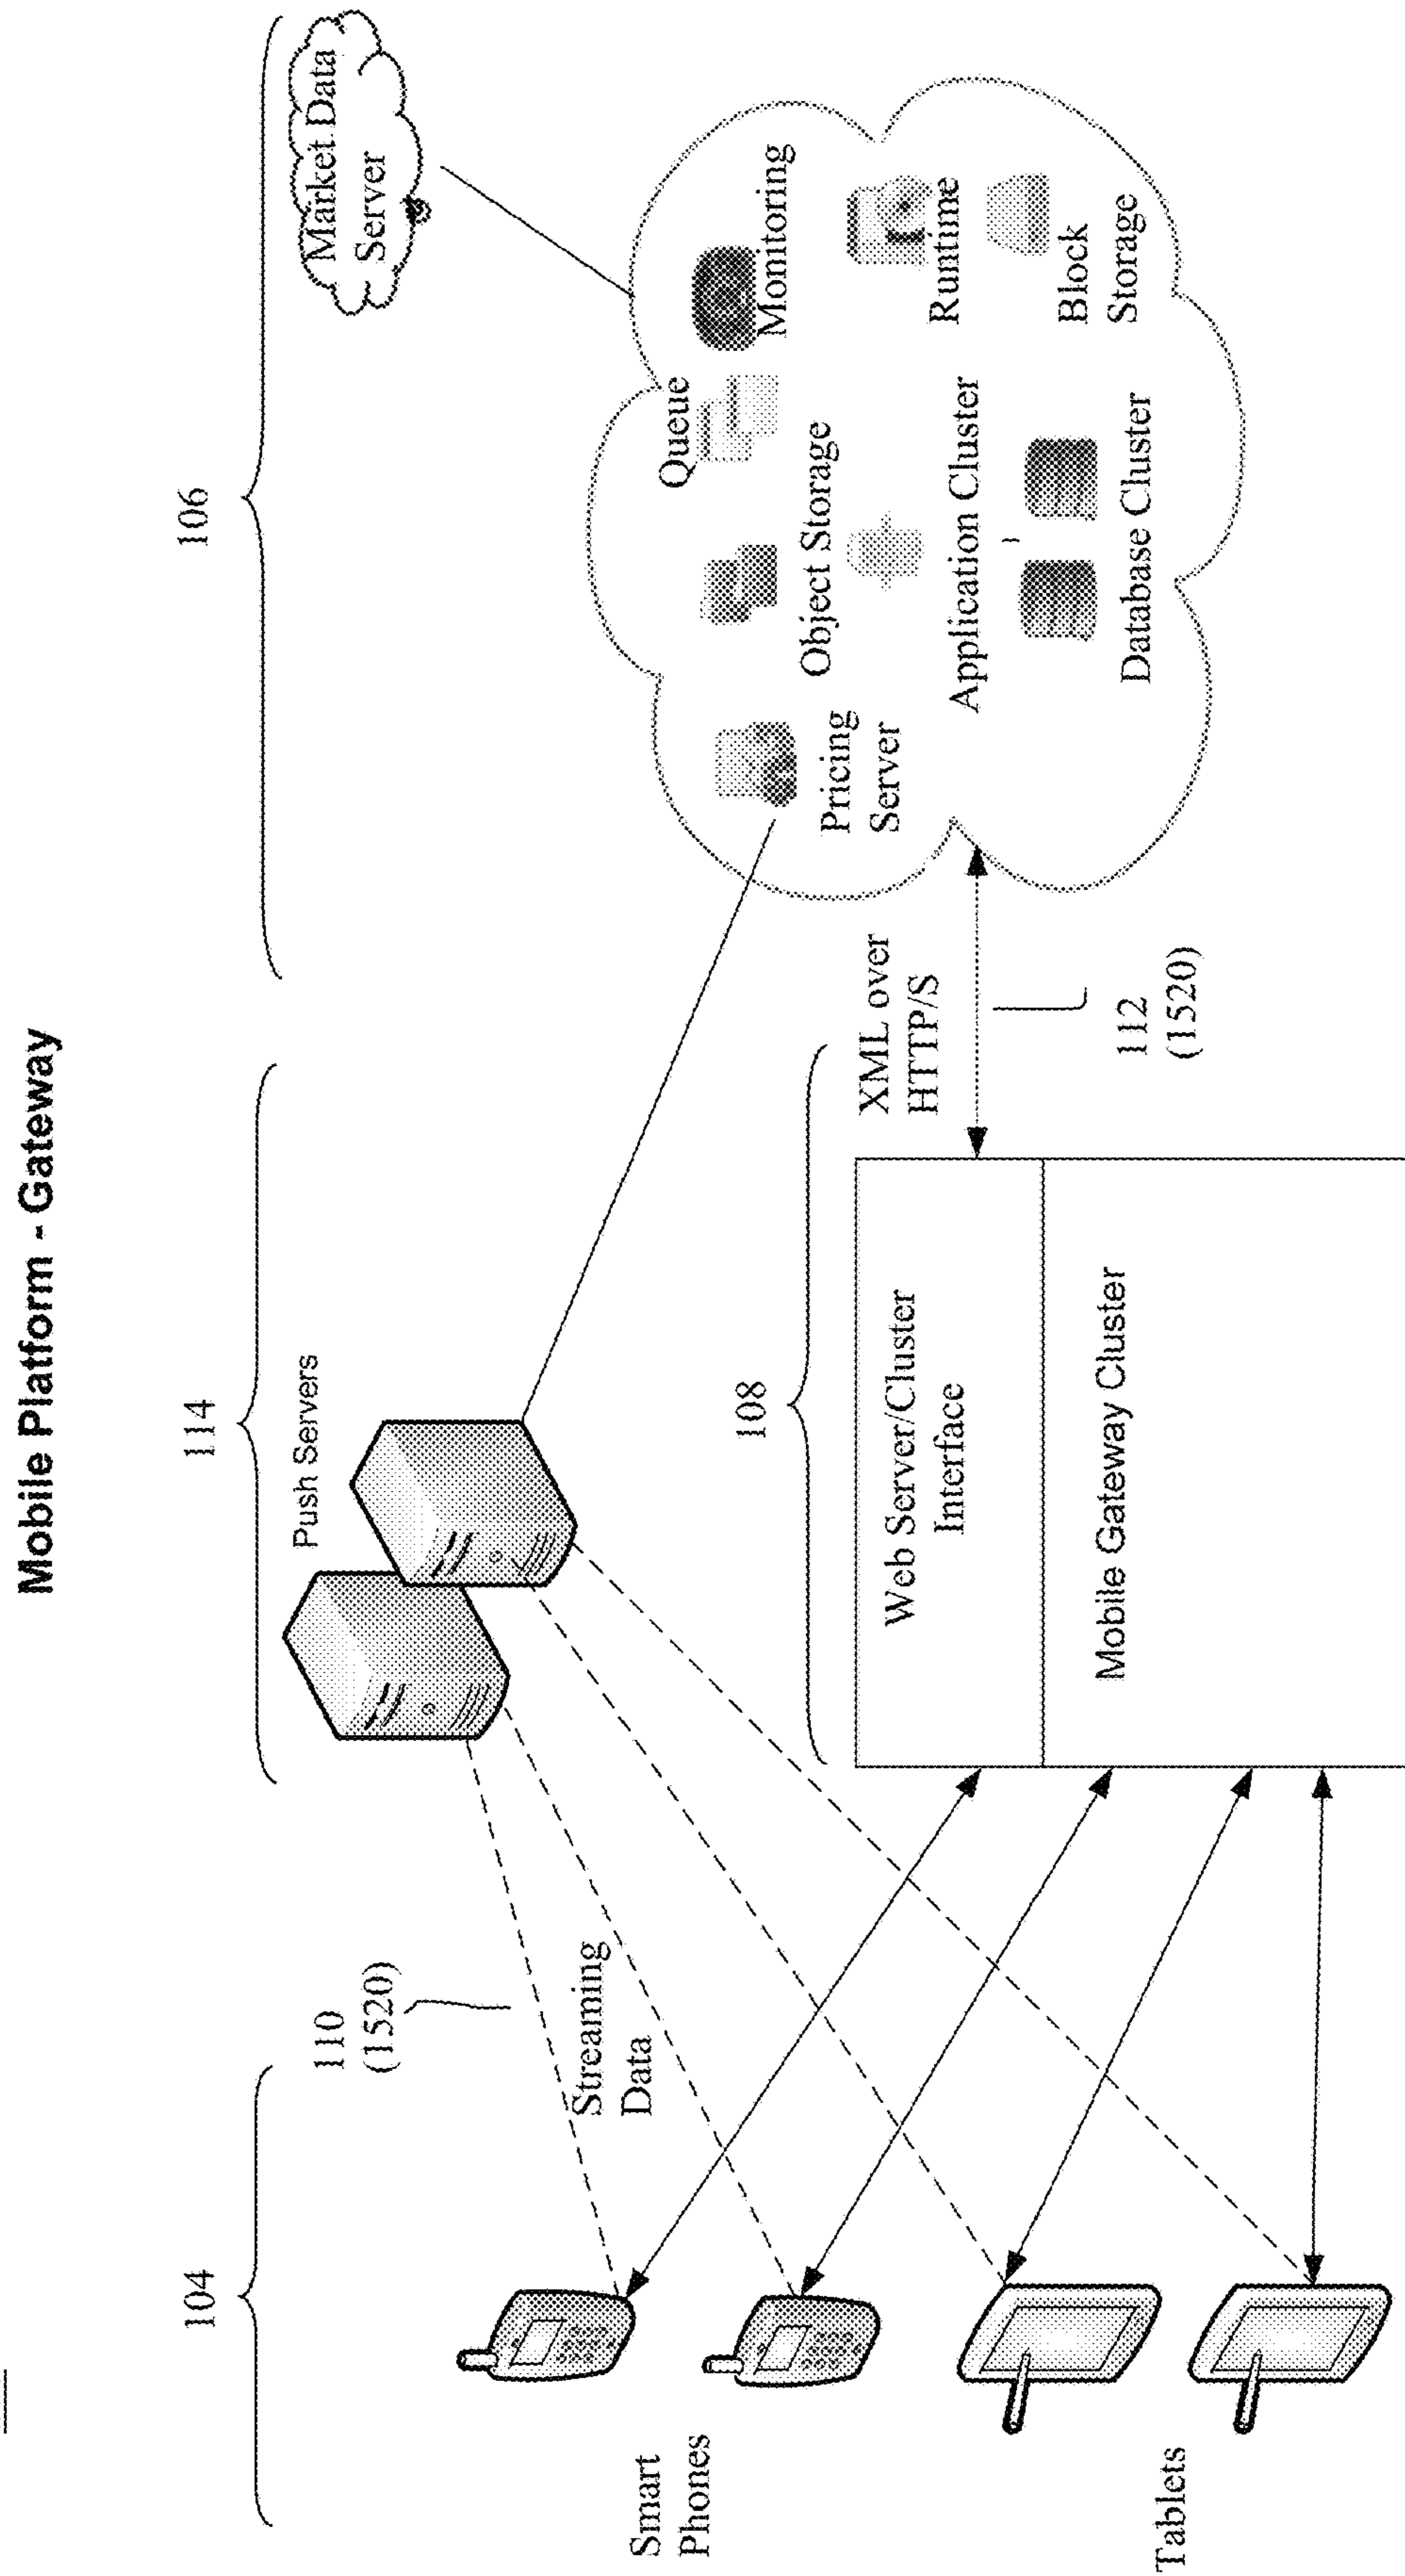 Mobile Platform - Gateway
104
114
106
110
(1520)
Push Servers
Market Data
Server
Streaming
Data
108
Smart
Phones
Tablets
Web Server/Cluster
Interface
Mobile Gateway Cluster
XML over
HTTP/S
112
(1520)
Queue
Monitoring
Object Storage
Pricing
Server
Runtime
Application Cluster
Block
Storage
Database Cluster